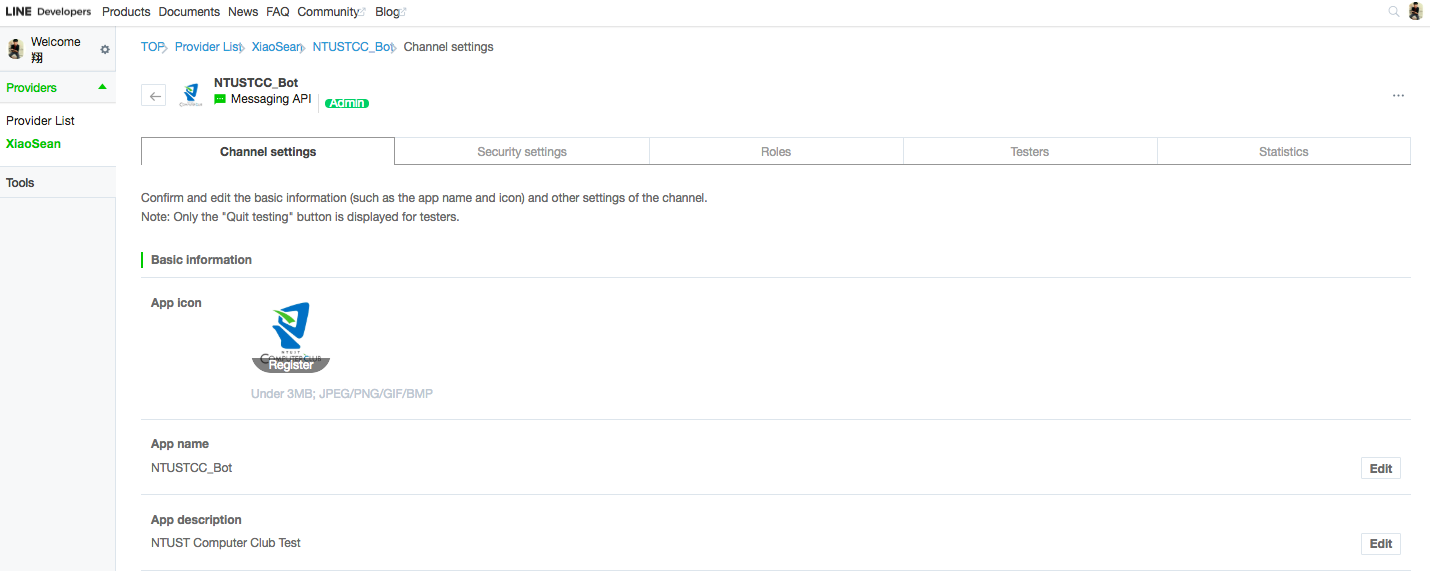 LINE Developers Products Documents News FAQ Community Blog
Welcome
翔
Providers
Provider List
XiaoSean
Tools
TOP Provider List XiaoSean NTUSTCC_Bot Channel settings
NTUSTCC_Bot
Messaging API Admin
Channel settings Security settings Roles Testers Statistics
Confirm and edit the basic information (such as the app name and icon) and other settings of the channel.
Note: Only the "Quit testing" button is displayed for testers.
Basic information
App icon
NTUST
COMPUTERCLUB
Register
Under 3MB; JPEG/PNG/GIF/BMP
App name
NTUSTCC_Bot
Edit
App description
NTUST Computer Club Test
Edit